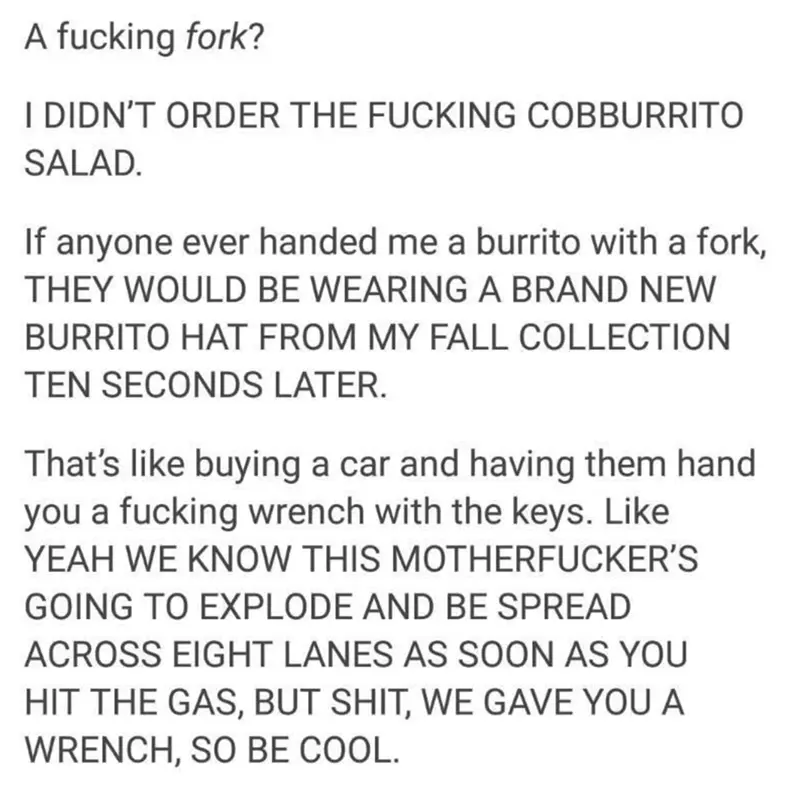 A fucking fork?
I DIDN’T ORDER THE FUCKING COBBURRITO
SALAD.
If anyone ever handed me a burrito with a fork,
THEY WOULD BE WEARING A BRAND NEW
BURRITO HAT FROM MY FALL COLLECTION
TEN SECONDS LATER.
That’s like buying a car and having them hand
you a fucking wrench with the keys. Like
YEAH WE KNOW THIS MOTHERFUCKER’S
GOING TO EXPLODE AND BE SPREAD
ACROSS EIGHT LANES AS SOON AS YOU
HIT THE GAS, BUT SHIT, WE GAVE YOU A
WRENCH, SO BE COOL.